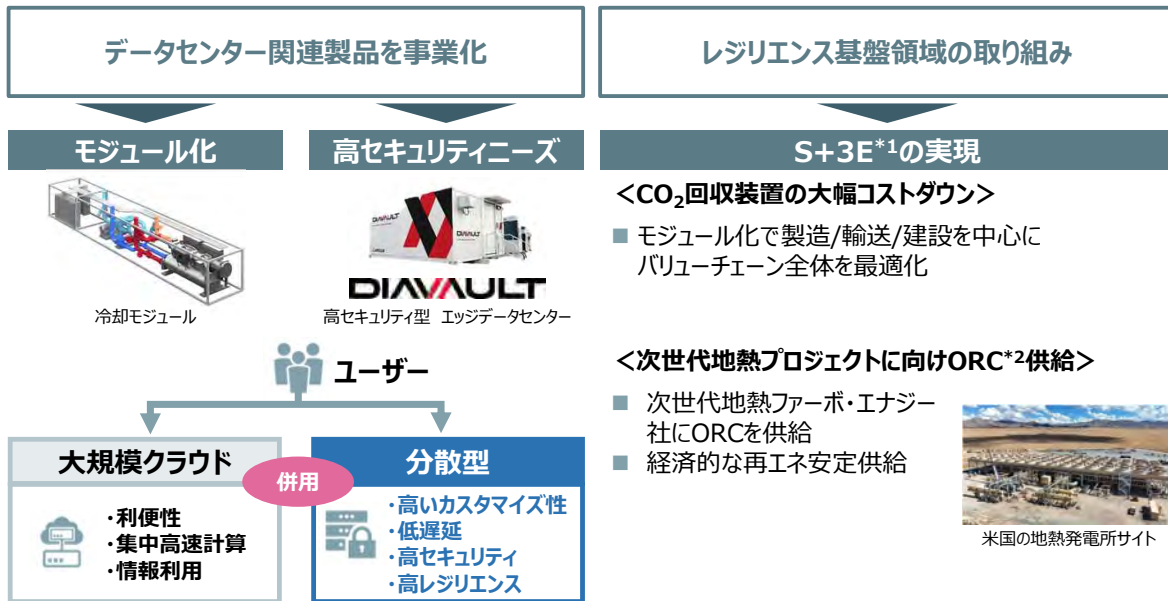 データセンター関連製品を事業化
モジュール化
高セキュリティニーズ
DIAVAULT
DIAVAULT
冷却モジュール
高セキュリティ型 エッジデータセンター
ユーザー
大規模クラウド
・利便性
・集中高速計算
・情報利用
併用
分散型
・高いカスタマイズ性
・低遅延
・高セキュリティ
・高レジリエンス
レジリエンス基盤領域の取り組み
S+3E*1の実現
<CO2回収装置の大幅コストダウン>
■ モジュール化で製造/輸送/建設を中心に
バリューチェーン全体を最適化
<次世代地熱プロジェクトに向けORC*2供給>
■ 次世代地熱ファーボ・エナジー
社にORCを供給
■ 経済的な再エネ安定供給
米国の地熱発電所サイト